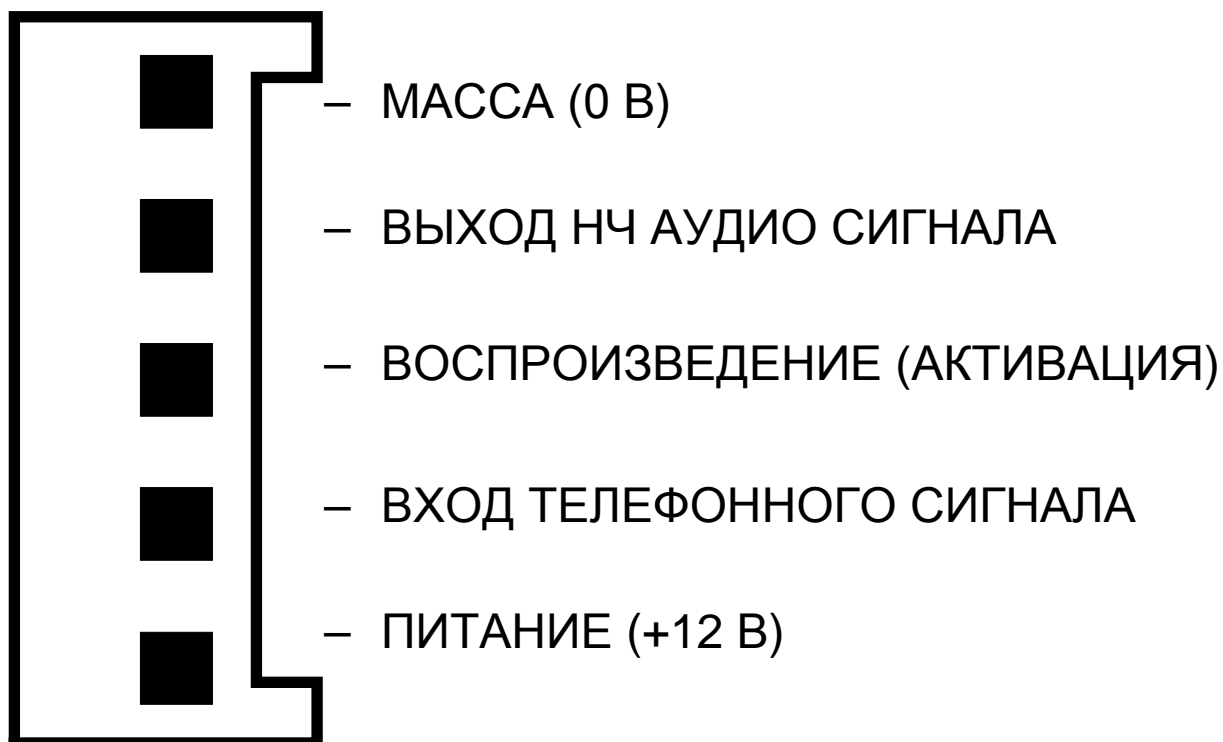 – МАССА (0 В)
– ВЫХОД НЧ АУДИО СИГНАЛА
– ВОСПРОИЗВЕДЕНИЕ (АКТИВАЦИЯ)
– ВХОД ТЕЛЕФОННОГО СИГНАЛА
– ПИТАНИЕ (+12 В)